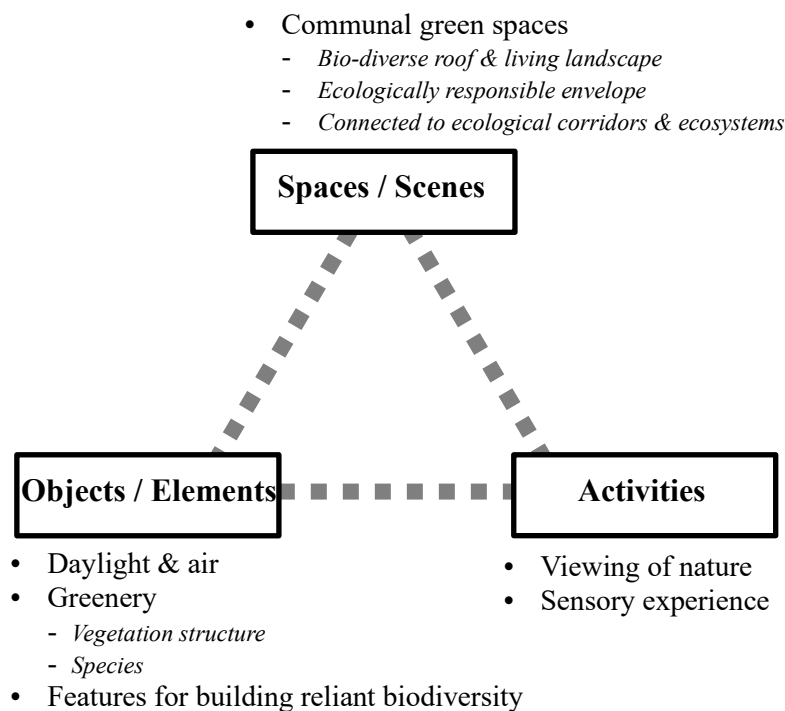 • Communal green spaces
- Bio-diverse roof & living landscape
- Ecologically responsible envelope
- Connected to ecological corridors & ecosystems
Spaces / Scenes
Objects / Elements
• Daylight & air
• Greenery
- Vegetation structure
- Species
• Features for building reliant biodiversity
Activities
• Viewing of nature
• Sensory experience